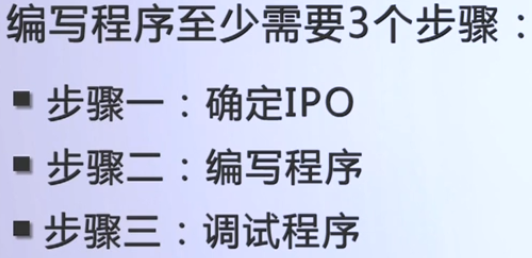 编写程序至少需要3个步骤：
■ 步骤一：确定IPO
■ 步骤二：编写程序
■ 步骤三：调试程序